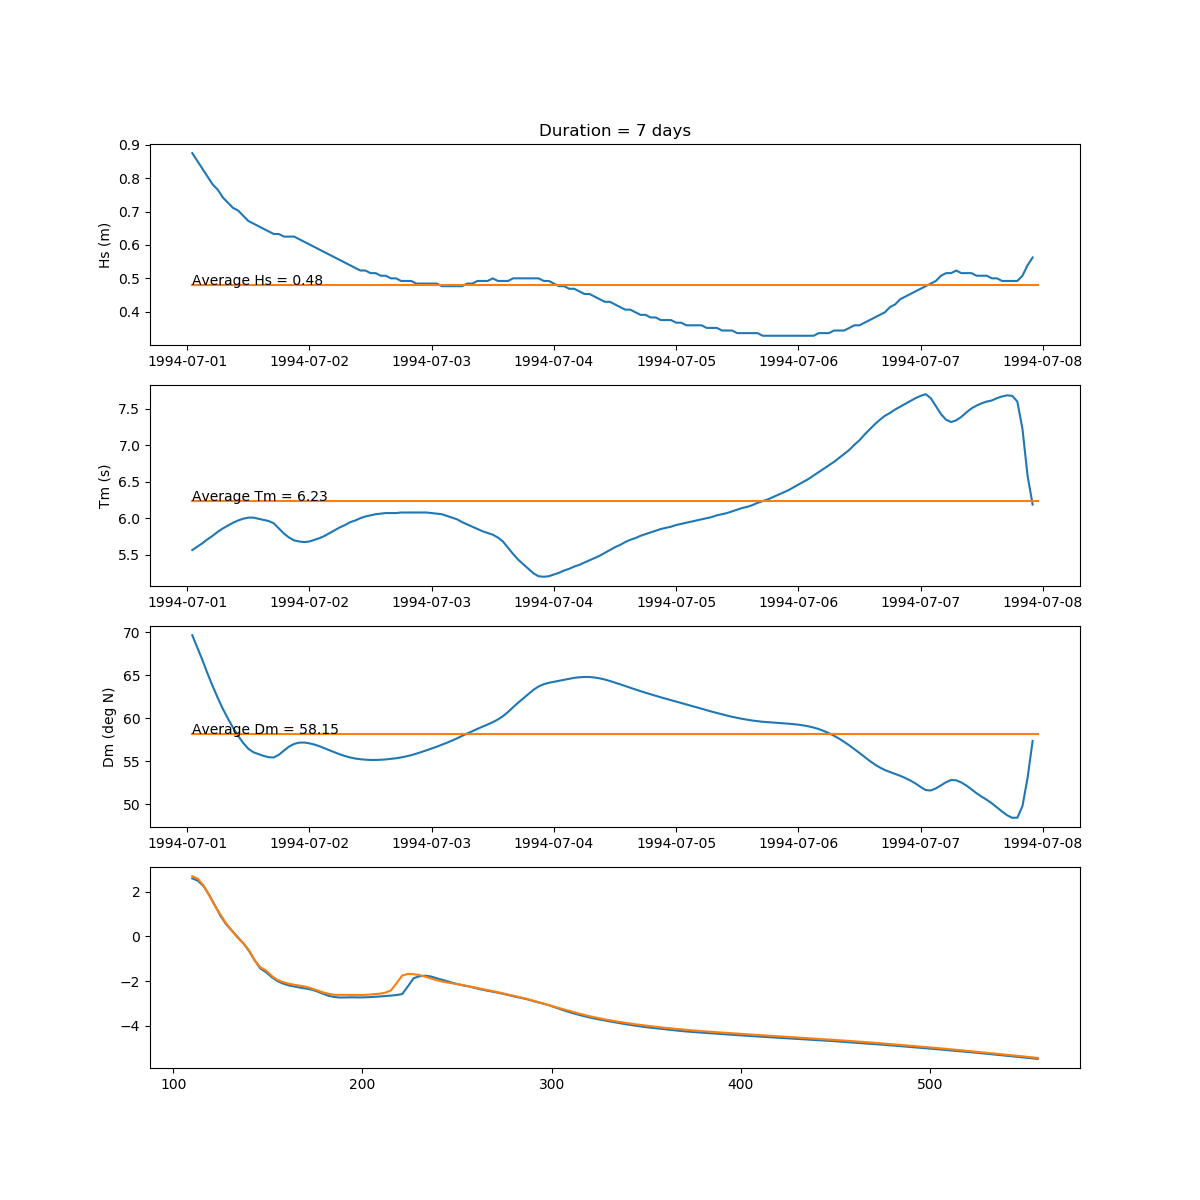 Duration = 7 days
0.9
0.8
0.7
0.6
0.5
0.4
Hs (m)
Average Hs = 0.48
1994-07-01 1994-07-02 1994-07-03 1994-07-04 1994-07-05 1994-07-06 1994-07-07 1994-07-08
7.5
7.0
6.5
6.0
5.5
Tm (s)
Average Tm = 6.23
1994-07-01 1994-07-02 1994-07-03 1994-07-04 1994-07-05 1994-07-06 1994-07-07 1994-07-08
70
65
60
55
50
Dm (deg N)
Average Dm = 58.15
1994-07-01 1994-07-02 1994-07-03 1994-07-04 1994-07-05 1994-07-06 1994-07-07 1994-07-08
2
0
−2
−4
100 200 300 400 500